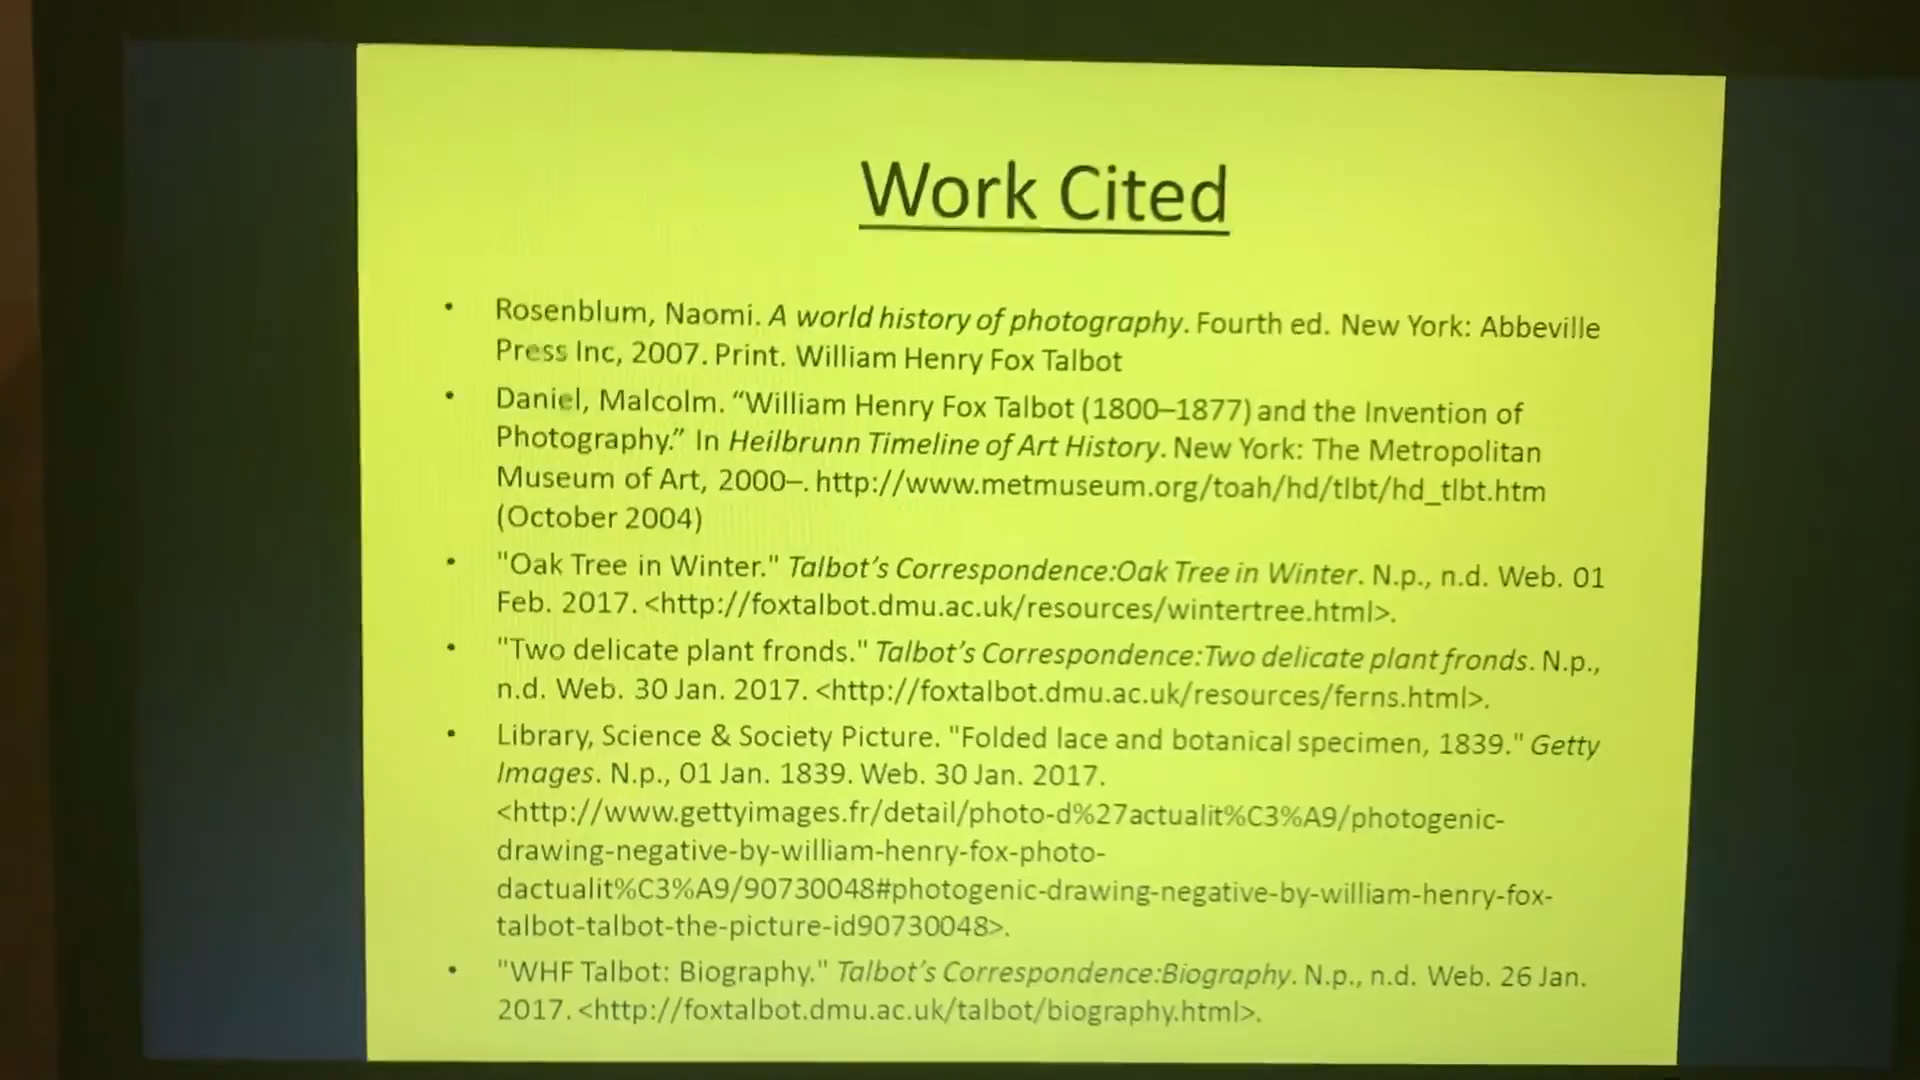 Work Cited
• Rosenblum, Naomi. A world history of photography. Fourth ed. New York: Abbeville
Press Inc, 2007. Print. William Henry Fox Talbot
• Daniel, Malcolm. “William Henry Fox Talbot (1800–1877) and the Invention of
Photography.” In Heilbrunn Timeline of Art History. New York: The Metropolitan
Museum of Art, 2000–. http://www.metmuseum.org/toah/hd/tlbt/hd_tlbt.htm
(October 2004)
• "Oak Tree in Winter." Talbot’s Correspondence:Oak Tree in Winter. N.p., n.d. Web. 01
Feb. 2017. <http://foxtalbot.dmu.ac.uk/resources/wintertree.html>.
• "Two delicate plant fronds." Talbot’s Correspondence:Two delicate plant fronds. N.p.,
n.d. Web. 30 Jan. 2017. <http://foxtalbot.dmu.ac.uk/resources/ferns.html>.
• Library, Science & Society Picture. "Folded lace and botanical specimen, 1839." Getty
Images. N.p., 01 Jan. 1839. Web. 30 Jan. 2017.
<http://www.gettyimages.fr/detail/photo-d%27actualit%C3%A9/photogenic-
drawing-negative-by-william-henry-fox-photo-
dactualit%C3%A9/90730048#photogenic-drawing-negative-by-william-henry-fox-
talbot-talbot-the-picture-id90730048>.
• "WHF Talbot: Biography." Talbot’s Correspondence:Biography. N.p., n.d. Web. 26 Jan.
2017. <http://foxtalbot.dmu.ac.uk/talbot/biography.html>.